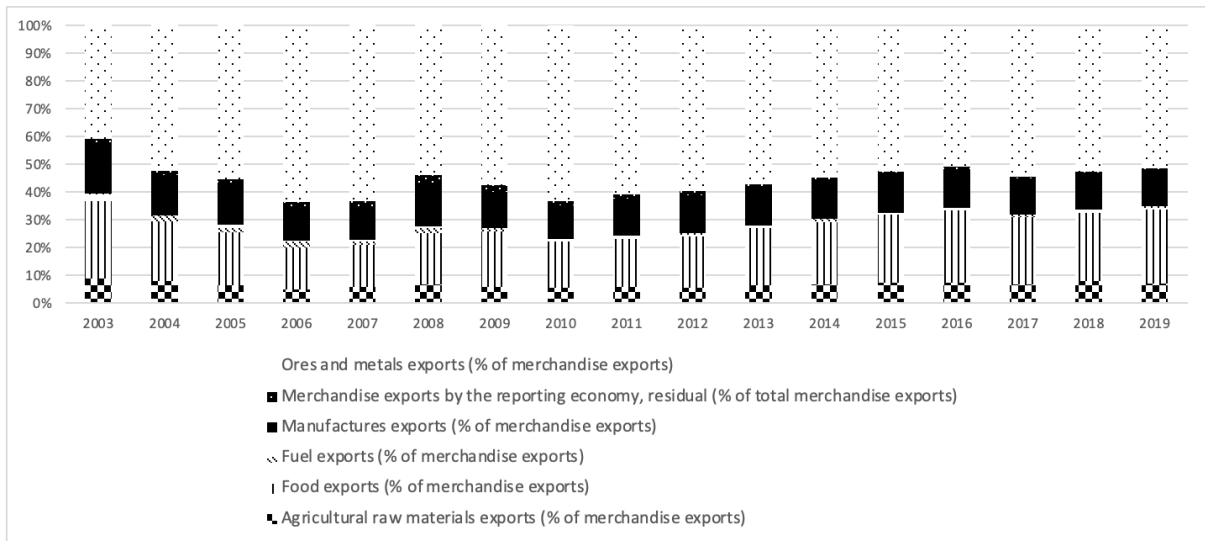 100%
90%
80%
70%
60%
50%
40%
30%
20%
10%
0%
2003 2004 2005 2006 2007 2008 2009 2010 2011 2012 2013 2014 2015 2016 2017 2018 2019
Ores and metals exports (% of merchandise exports)
Merchandise exports by the reporting economy, residual (% of total merchandise exports)
Manufactures exports (% of merchandise exports)
Fuel exports (% of merchandise exports)
Food exports (% of merchandise exports)
Agricultural raw materials exports (% of merchandise exports)